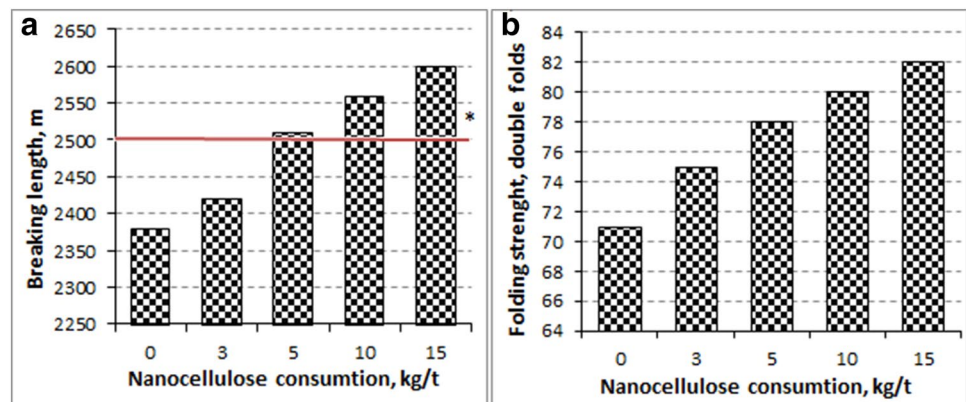 a
Breaking length, m
2650
2600
2550
2500
2450
2400
2350
2300
2250
*
0 3 5 10 15
Nanocellulose consumtion, kg/t
b
Folding strenght, double folds
84
82
80
78
76
74
72
70
68
66
64
0 3 5 10 15
Nanocellulose consumtion, kg/t